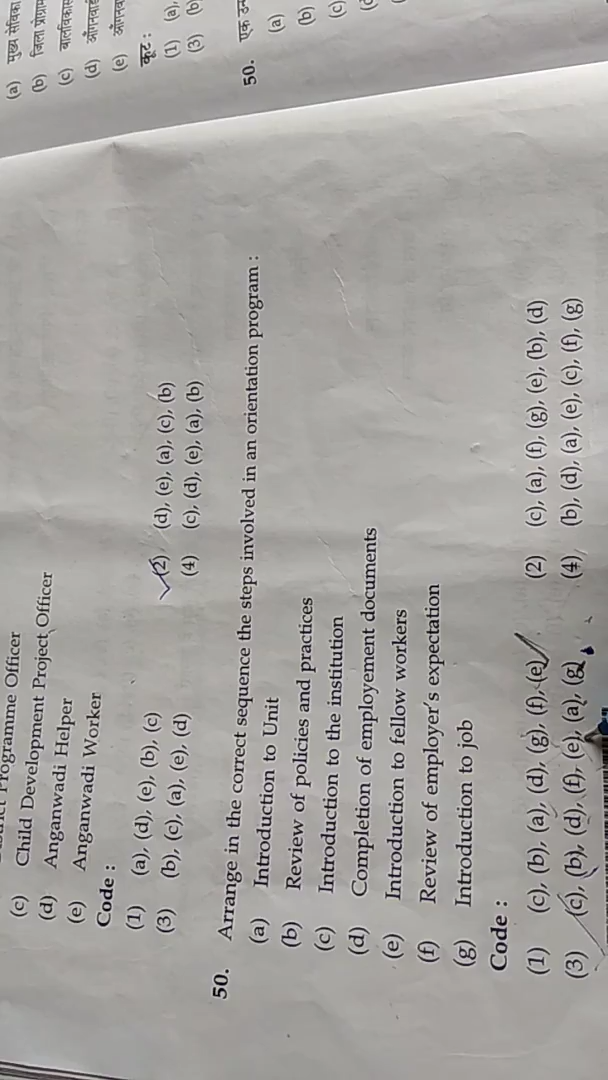 Programme Officer
(c) Child Development Project Officer
(d) Anganwadi Helper
(e) Anganwadi Worker
Code :
(1) (a), (d), (e), (b), (c)
(2) (d), (e), (a), (c), (b)
(3) (b), (c), (a), (e), (d)
(4) (c), (d), (e), (a), (b)
50. Arrange in the correct sequence the steps involved in an orientation program :
(a) Introduction to Unit
(b) Review of policies and practices
(c) Introduction to the institution
(d) Completion of employement documents
(e) Introduction to fellow workers
(f) Review of employer's expectation
(g) Introduction to job
Code :
(1) (c), (b), (a), (d), (g), (f), (e)
(2) (c), (a), (f), (g), (e), (b), (d)
(3) (c), (b), (d), (f), (e), (a), (g)
(4) (b), (d), (a), (e), (c), (f), (g)
(a) मुख्य सेविका
(b) जिला
(c)
(d)
(e)
कूट :
(1) (a),
(3) (b)
50. एक
(a)
(b)
(c)